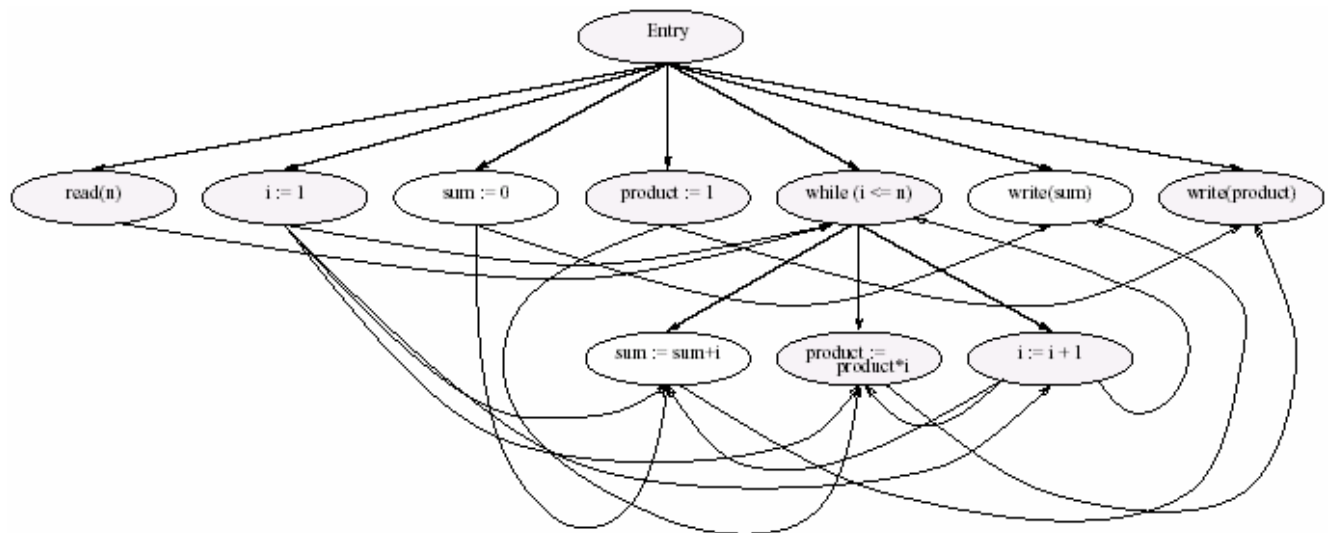 Entry
read(n)
i := 1
sum := 0
product := 1
while (i <= n)
write(sum)
write(product)
sum := sum+i
product :=
product*i
i := i + 1